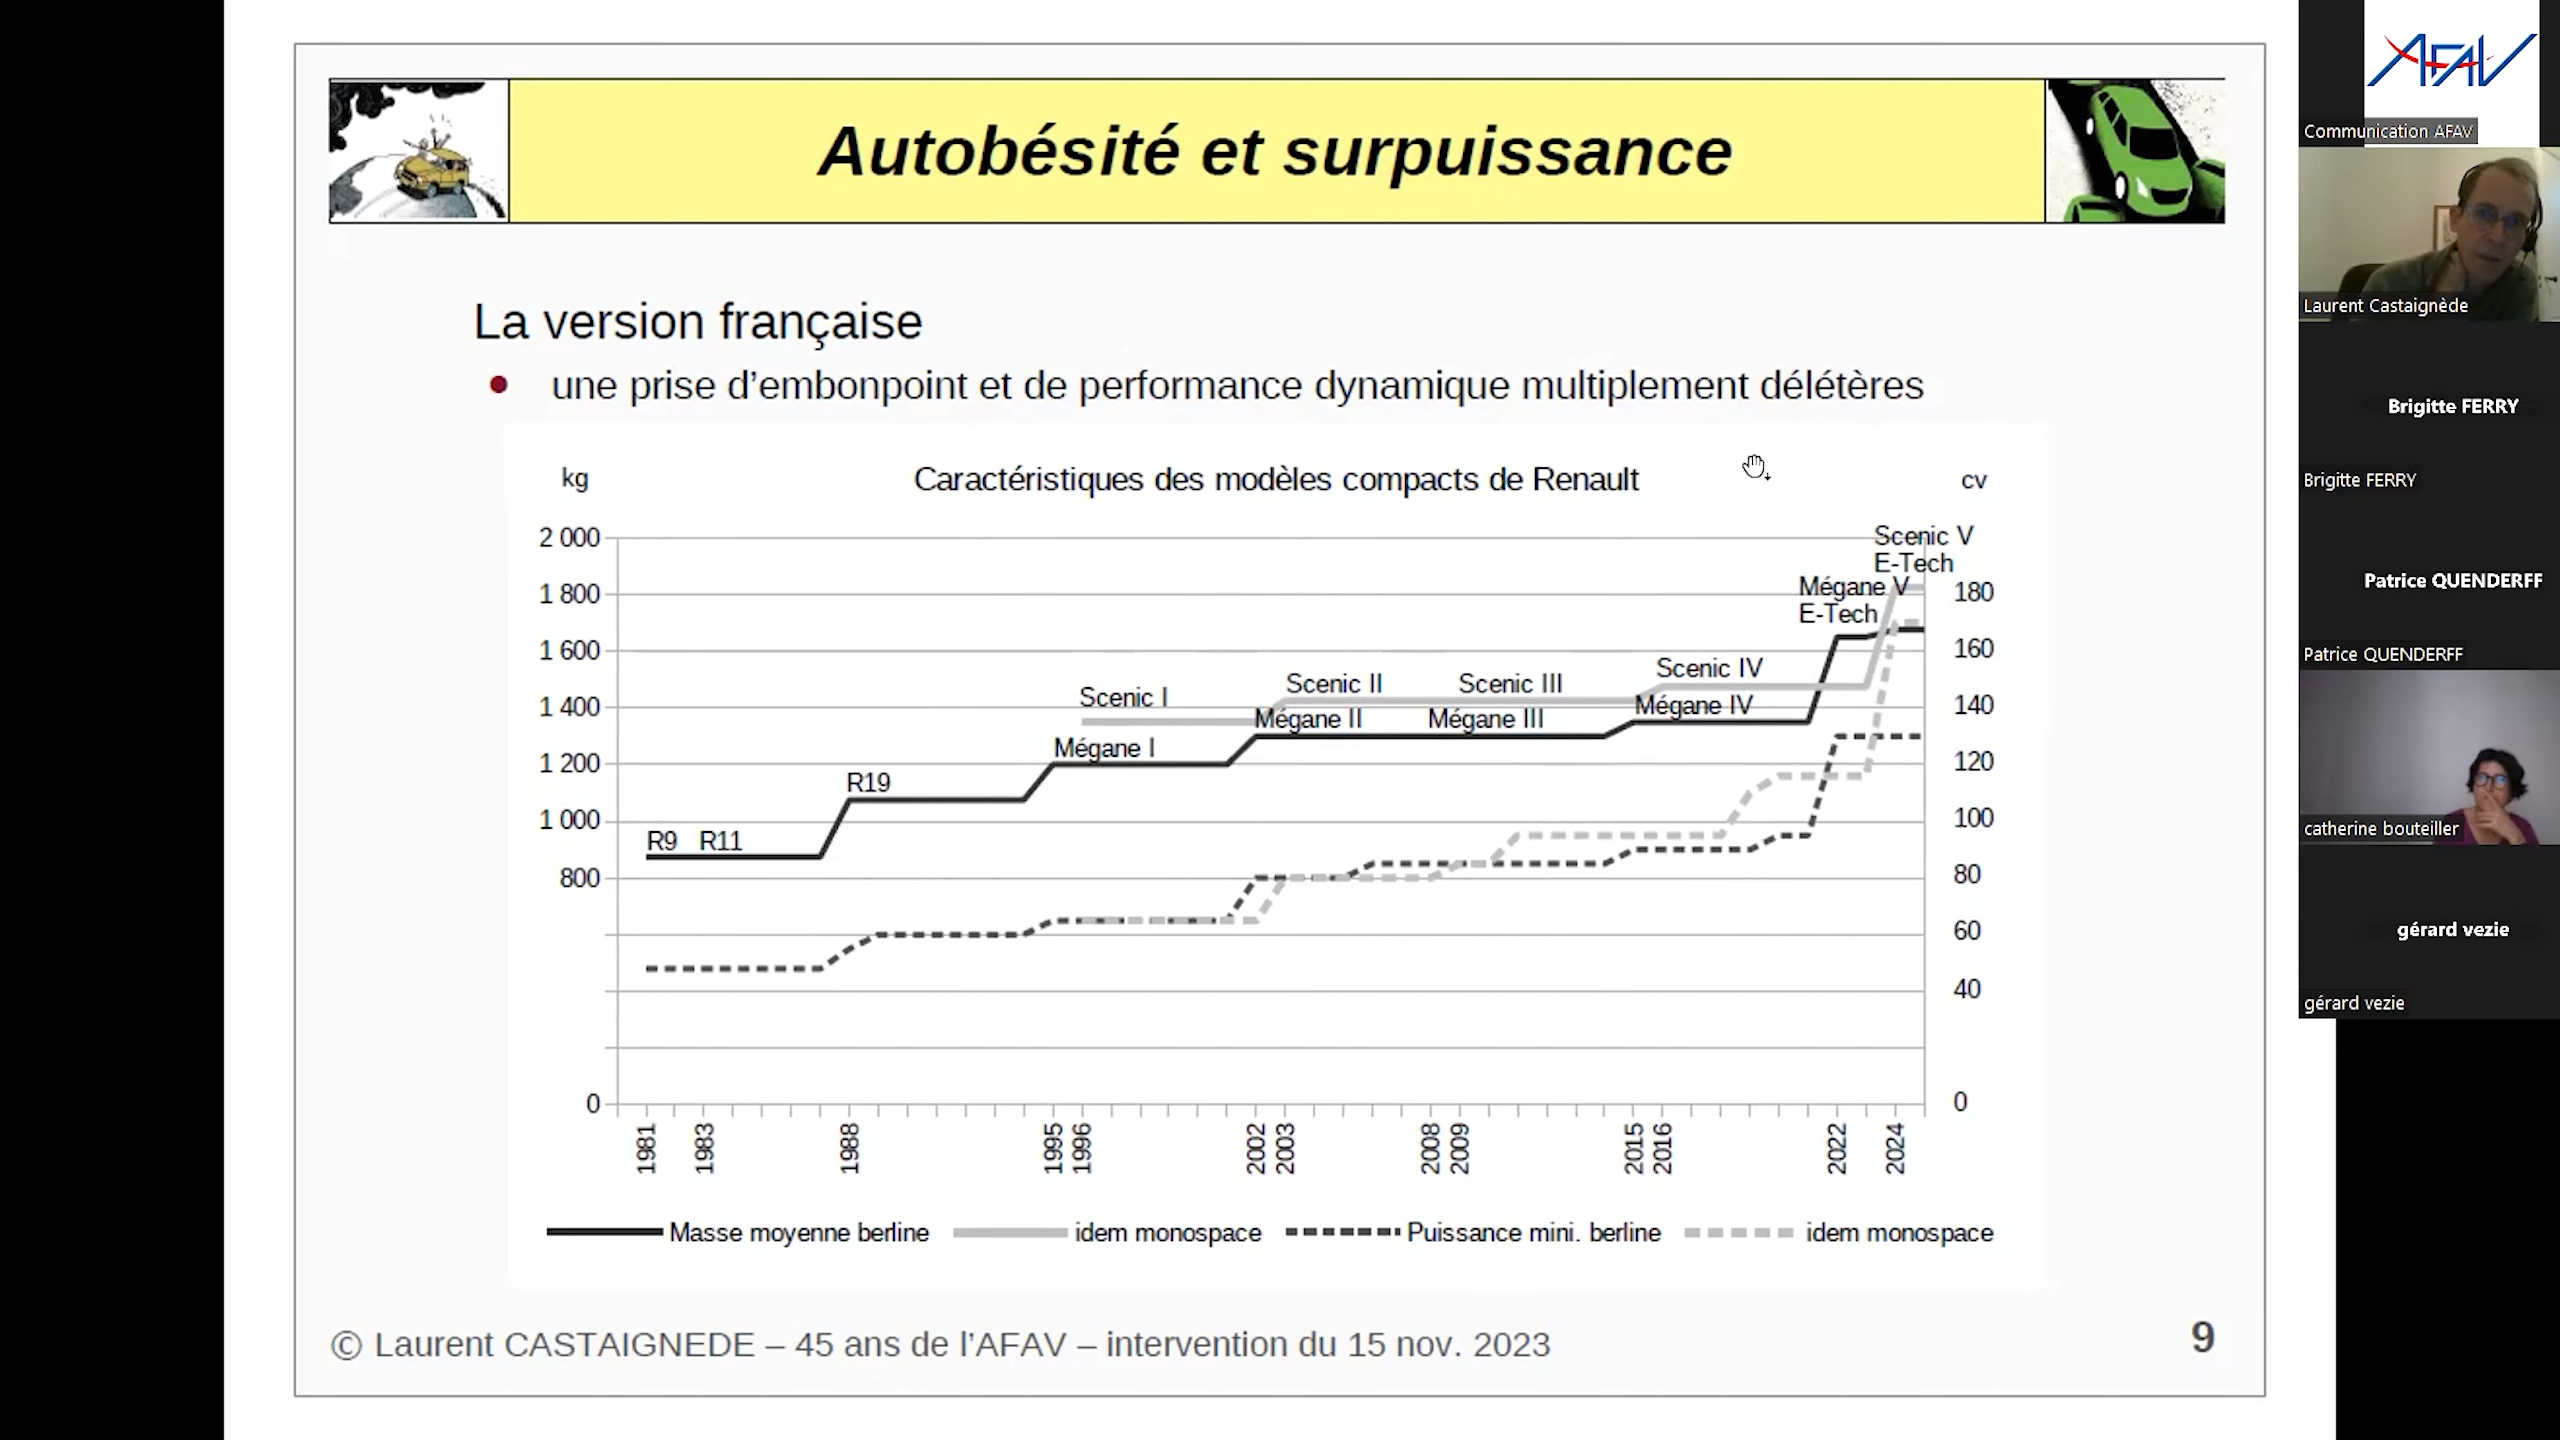 Autobésité et surpuissance
La version française
une prise d’embonpoint et de performance dynamique multiplement délétères
kg
Caractéristiques des modèles compacts de Renault
cv
2 000
1 800
1 600
1 400
1 200
1 000
800
0
180
160
140
120
100
80
60
40
0
R9
R11
R19
Mégane I
Scenic I
Mégane II
Scenic II
Mégane III
Scenic III
Mégane IV
Scenic IV
Mégane V
E-Tech
Scenic V
E-Tech
1981
1983
1988
1995
1996
2002
2003
2008
2009
2015
2016
2022
2024
Masse moyenne berline
idem monospace
Puissance mini. berline
idem monospace
© Laurent CASTAIGNEDE – 45 ans de l’AFAV – intervention du 15 nov. 2023
9
AFAV
Communication AFAV
Laurent Castaignède
Brigitte FERRY
Brigitte FERRY
Patrice QUENDERFF
Patrice QUENDERFF
catherine bouteiller
gérard vezie
gérard vezie